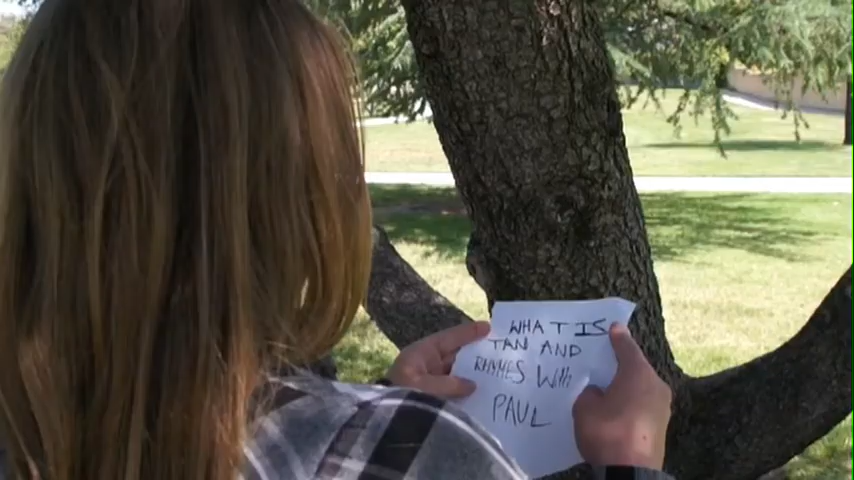 WHAT IS
TAN AND
RHYMES With
PAUL